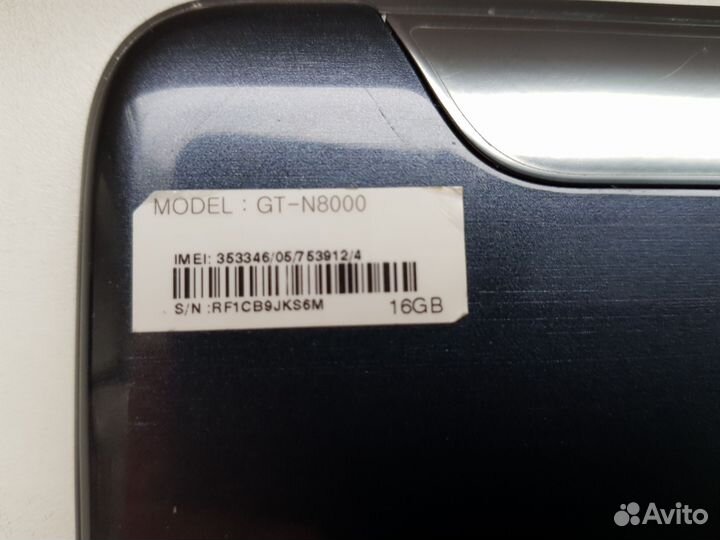 MODEL : GT-N8000
IMEI: 353346/05/753912/4
S/N :RF1CB9JKS6M 16GB
Avito